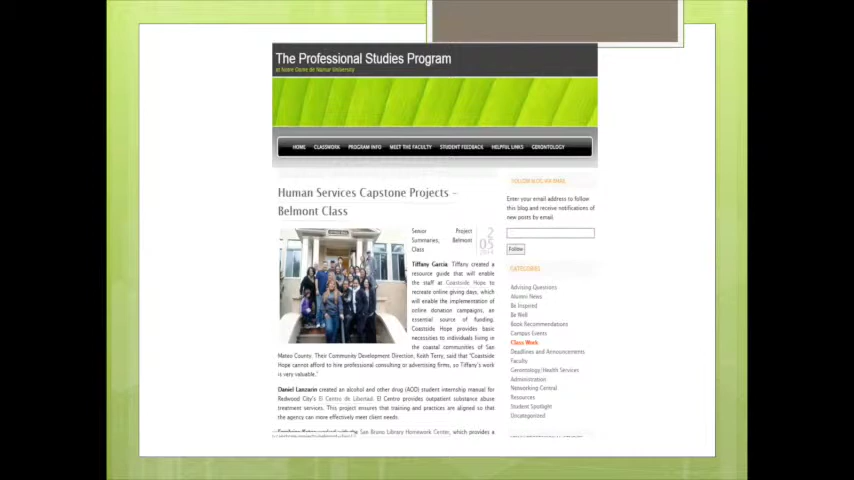 The Professional Studies Program
at Notre Dame de Namur University
HOME CLASSWORK PROGRAM INFO MEET THE FACULTY STUDENT FEEDBACK HELPFUL LINKS GERONTOLOGY
Human Services Capstone Projects –
Belmont Class
Senior Project
Summaries, Belmont
Class
2
05
2014
Tiffany Garcia: Tiffany created a
resource guide that will enable
the staff at Coastside Hope to
recreate online giving days, which
will enable the implementation of
online donation campaigns, an
essential source of funding.
Coastside Hope provides basic
necessities to individuals living in
the coastal communities of San
Mateo County. Their Community Development Director, Keith Terry, said that "Coastside
Hope cannot afford to hire professional consulting or advertising firms, so Tiffany's work
is very valuable."
Daniel Lanzarin created an alcohol and other drug (AOD) student internship manual for
Redwood City's El Centro de Libertad. El Centro provides outpatient substance abuse
treatment services. This project ensures that training and practices are aligned so that
the agency can more effectively meet client needs.
worked with the San Bruno Library Homework Center, which provides a
FOLLOW BLOG VIA EMAIL
Enter your email address to follow
this blog and receive notifications of
new posts by email.
Follow
CATEGORIES
Advising Questions
Alumni News
Be Inspired
Be Well
Book Recommendations
Campus Events
Class Work
Deadlines and Announcements
Faculty
Gerontology/Health Services
Administration
Networking Central
Resources
Student Spotlight
Uncategorized